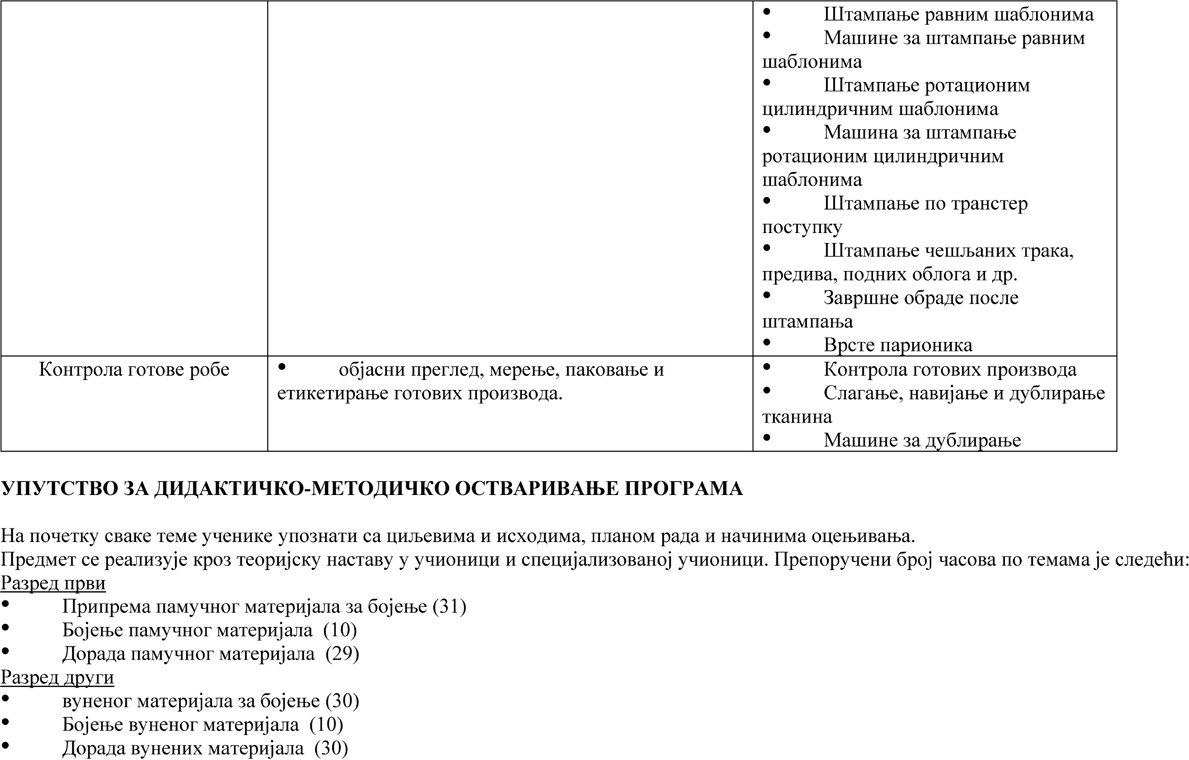 • Штампање равним шаблонима
• Машине за штампање равним
шаблонима
• Штампање ротационим
цилиндричним шаблонима
• Машина за штампање
ротационим цилиндричним
шаблонима
• Штампање по транстер
поступку
• Штампање чешљаних трака,
предива, подних облога и др.
• Завршне обраде после
штампања
• Врсте парионика
Контрола готове робе
• објасни преглед, мерење, паковање и
етикетирање готових производа.
• Контрола готових производа
• Слагање, навијање и дублирање
тканина
• Машине за дублирање
УПУТСТВО ЗА ДИДАКТИЧКО-МЕТОДИЧКО ОСТВАРИВАЊЕ ПРОГРАМА
На почетку сваке теме ученике упознати са циљевима и исходима, планом рада и начинима оцењивања.
Предмет се реализује кроз теоријску наставу у учионици и специјализованој учионици. Препоручени број часова по темама је следећи:
Разред први
• Припрема памучног материјала за бојење (31)
• Бојење памучног материјала (10)
• Дорада памучног материјала (29)
Разред други
• вуненог материјала за бојење (30)
• Бојење вуненог материјала (10)
• Дорада вунених материјала (30)